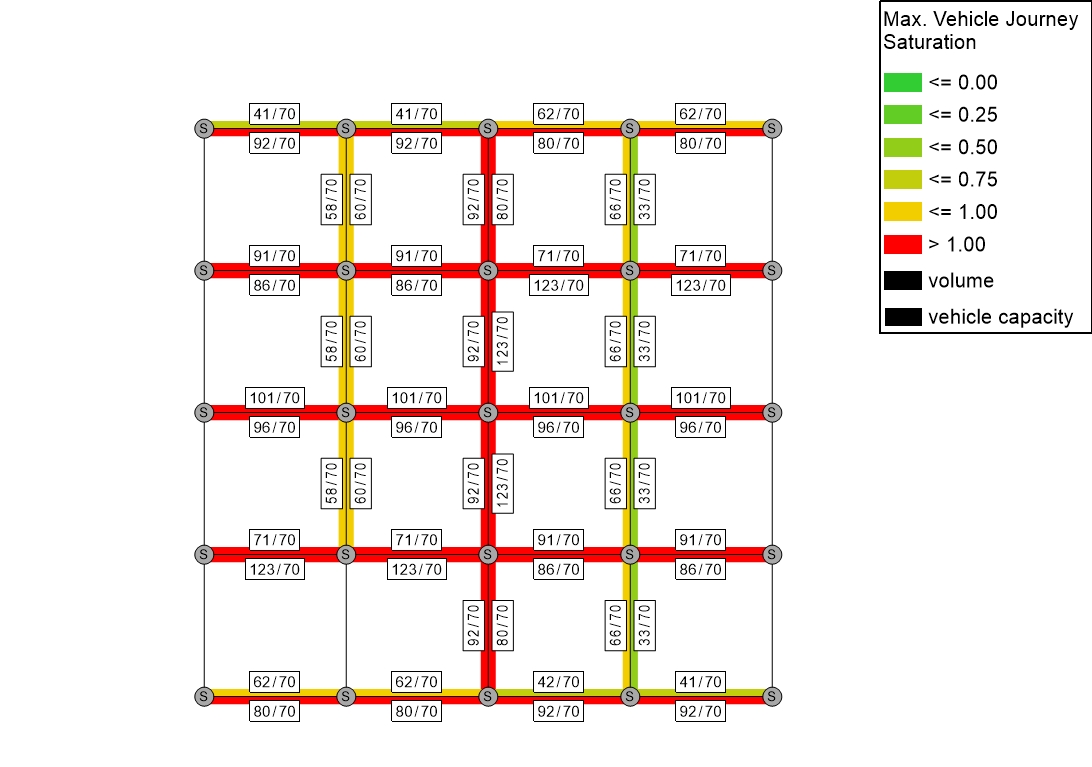 Max. Vehicle Journey
Saturation
<= 0.00
<= 0.25
<= 0.50
<= 0.75
<= 1.00
> 1.00
volume
vehicle capacity
41/70 41/70 62/70 62/70
S S S S S
92/70 92/70 80/70 80/70
58/70 60/70 92/70 80/70 66/70 33/70
91/70 91/70 71/70 71/70
S S S S S
86/70 86/70 123/70 123/70
58/70 60/70 92/70 123/70 66/70 33/70
101/70 101/70 101/70 101/70
S S S S S
96/70 96/70 96/70 96/70
58/70 60/70 92/70 123/70 66/70 33/70
71/70 71/70 91/70 91/70
S S S S S
123/70 123/70 86/70 86/70
92/70 80/70 66/70 33/70
62/70 62/70 42/70 41/70
S S S S S
80/70 80/70 92/70 92/70